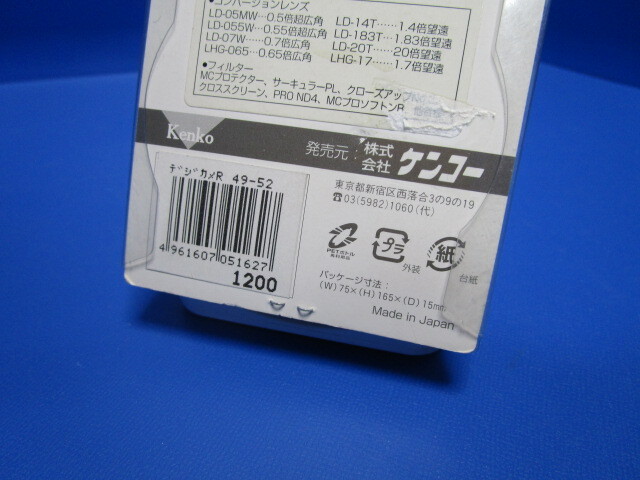 ●コンバージョンレンズ
LD-05MW…0.5倍超広角 LD-14T……1.4倍望遠
LD-055W…0.55倍超広角 LD-183T…1.83倍望遠
LD-07W……0.7倍広角 LD-20T……20倍望遠
LHG-065…0.65倍広角 LHG-17……1.7倍望遠
●フィルター
MCプロテクター、サーキュラーPL、クローズアップ
クロススクリーン、PRO ND4、MCプロソフトン
Kenko
発売元：株式会社 ケンコー
デジカメR 49-52
4 961607 051627
1200
東京都新宿区西落合3の9の19
☎03(5982)1060(代)
PETボトル
再利用品
プラ
外装
紙
台紙
パッケージ寸法：
(W)75×(H)165×(D)15mm
Made in Japan